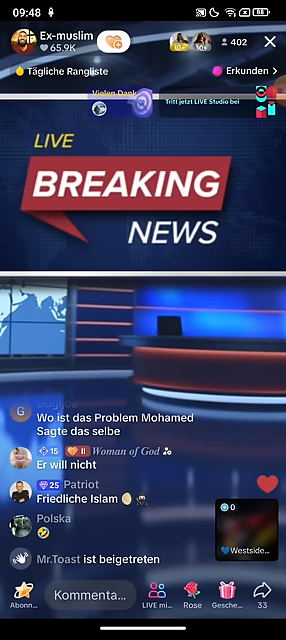 09:48
88
Ex-muslim
65.9K
402
Tägliche Rangliste
Erkunden >
Vielen Dank
Tritt jetzt LIVE Studio bei
LIVE
BREAKING
NEWS
G
Wo ist das Problem Mohamed
Sagte das selbe
15 II Woman of God
Er will nicht
25 Patriot
Friedliche Islam
Polska
Mr.Toast ist beigetreten
0
Westside...
Abonn...
Kommenta...
LIVE mi...
Rose
Gesche...
33